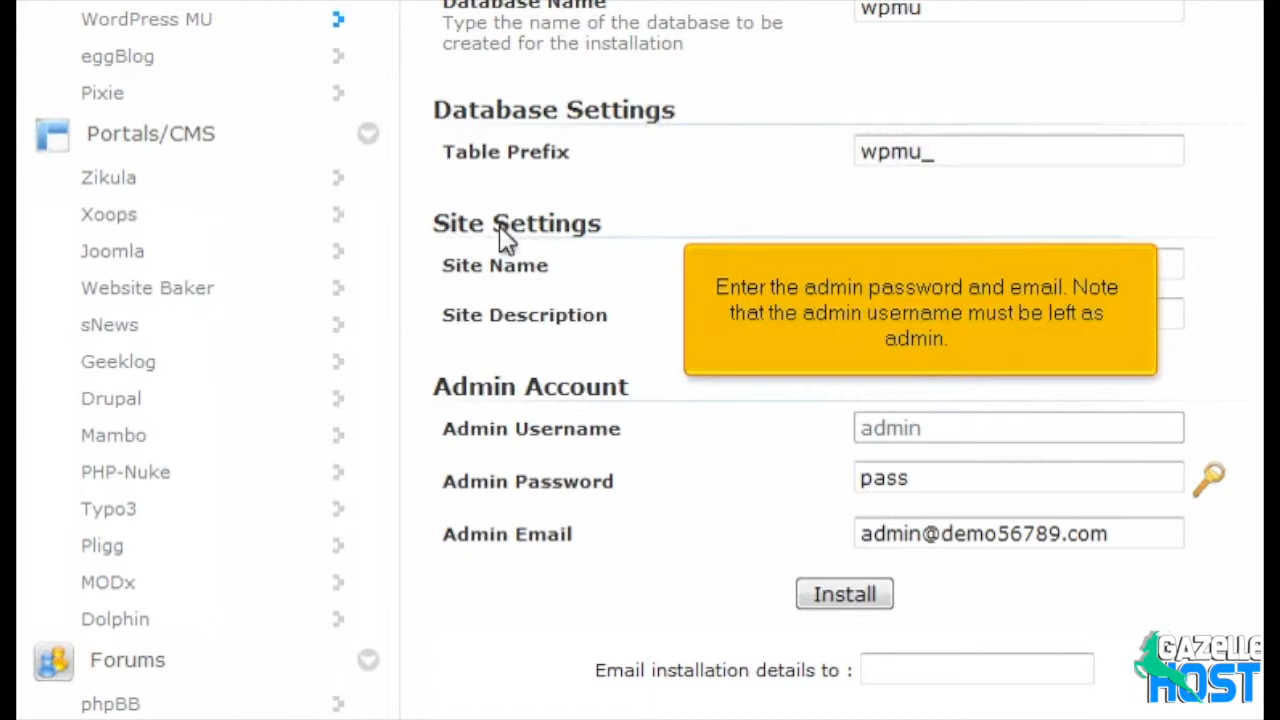 WordPress MU
eggBlog
Pixie
Portals/CMS
Zikula
Xoops
Joomla
Website Baker
sNews
Geeklog
Drupal
Mambo
PHP-Nuke
Typo3
Pligg
MODx
Dolphin
Forums
phpBB
Database Name
wpmu
Type the name of the database to be
created for the installation
Database Settings
Table Prefix
wpmu_
Site Settings
Site Name
Site Description
Enter the admin password and email. Note
that the admin username must be left as
admin.
Admin Account
Admin Username
admin
Admin Password
pass
Admin Email
admin@demo56789.com
Install
Email installation details to :
GAZELLE
HOST